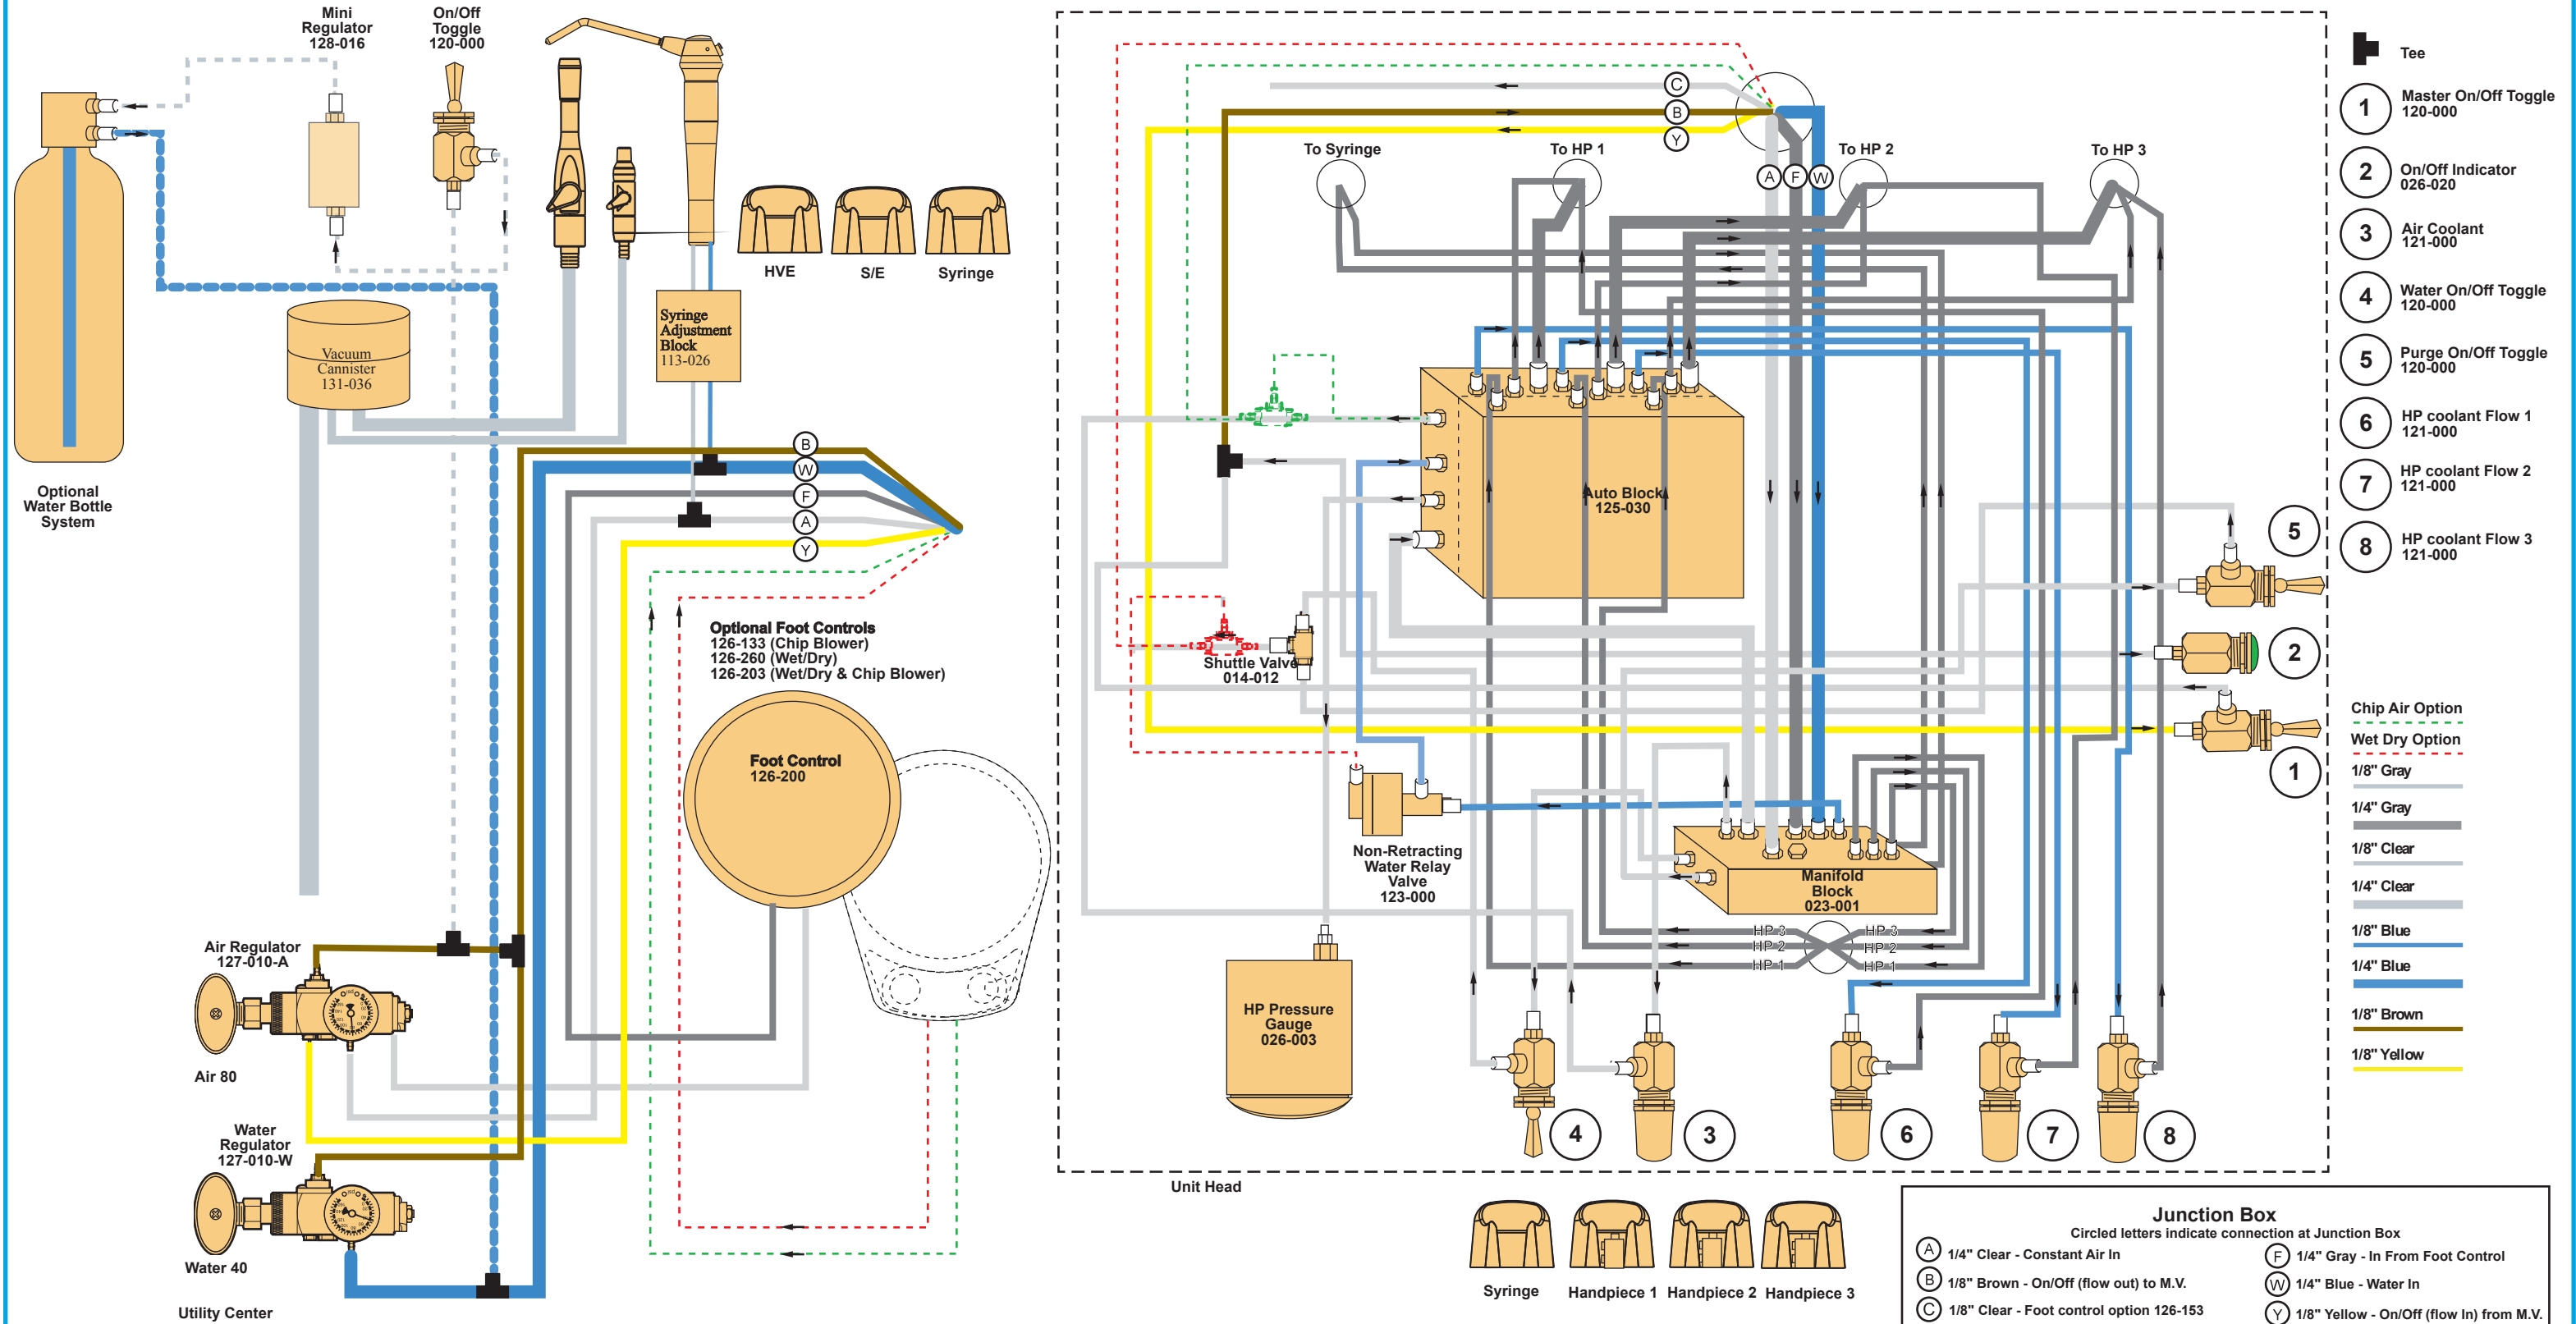 Mini
Regulator
128-016
On/Off
Toggle
120-000
HVE
S/E
Syringe
Syringe
Adjustment
Block
113-026
Vacuum
Cannister
131-036
Optional
Water Bottle
System
B
W
F
A
Y
Optional Foot Controls
126-133 (Chip Blower)
126-260 (Wet/Dry)
126-203 (Wet/Dry & Chip Blower)
Foot Control
126-200
Air Regulator
127-010-A
Air 80
Water
Regulator
127-010-W
Water 40
Utility Center
C
B
Y
To Syringe
To HP 1
To HP 2
To HP 3
A
F
W
Auto Block
125-030
Shuttle Valve
014-012
Non-Retracting
Water Relay
Valve
123-000
Manifold
Block
023-001
HP 3
HP 2
HP 1
HP 3
HP 2
HP 1
HP Pressure
Gauge
026-003
5
2
1
4
3
6
7
8
Unit Head
Tee
1
Master On/Off Toggle
120-000
2
On/Off Indicator
026-020
3
Air Coolant
121-000
4
Water On/Off Toggle
120-000
5
Purge On/Off Toggle
120-000
6
HP coolant Flow 1
121-000
7
HP coolant Flow 2
121-000
8
HP coolant Flow 3
121-000
Chip Air Option
Wet Dry Option
1/8" Gray
1/4" Gray
1/8" Clear
1/4" Clear
1/8" Blue
1/4" Blue
1/8" Brown
1/8" Yellow
Syringe
Handpiece 1
Handpiece 2
Handpiece 3
Junction Box
Circled letters indicate connection at Junction Box
A 1/4" Clear - Constant Air In
B 1/8" Brown - On/Off (flow out) to M.V.
C 1/8" Clear - Foot control option 126-153
F 1/4" Gray - In From Foot Control
W 1/4" Blue - Water In
Y 1/8" Yellow - On/Off (flow In) from M.V.